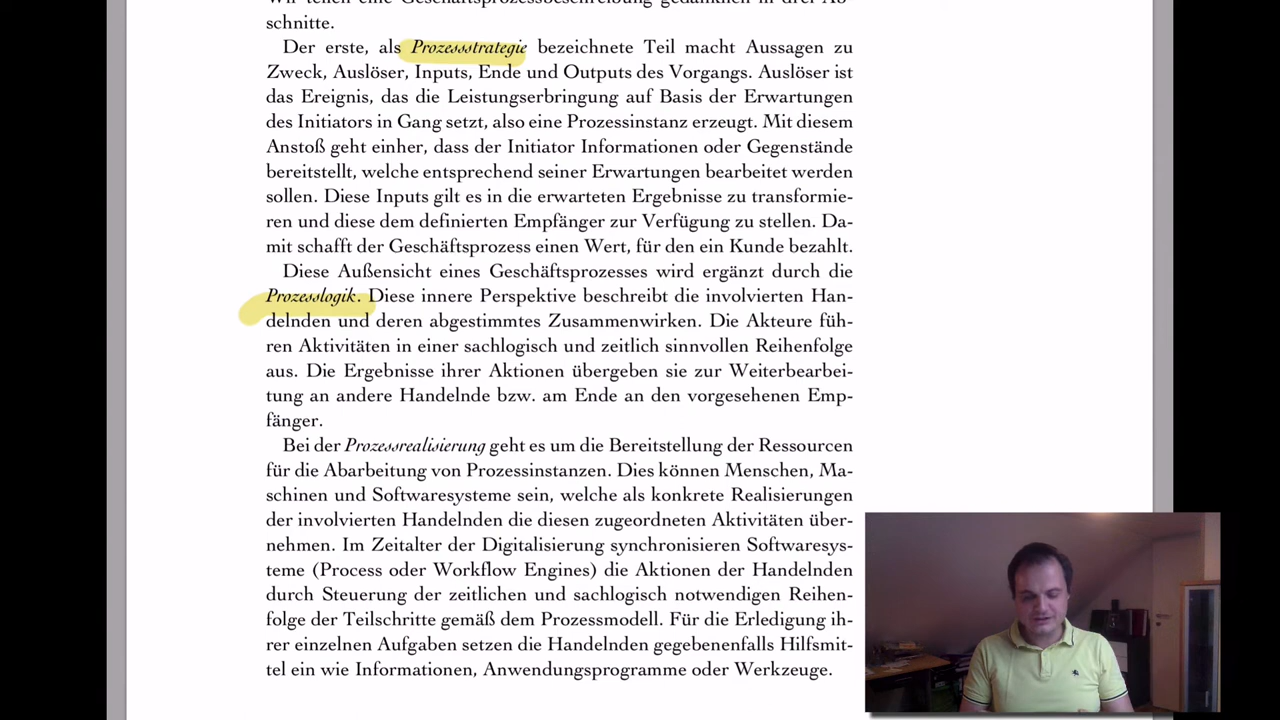 Wir teilen eine Geschäftsprozessbeschreibung gedanklich in drei Ab-
schnitte.
Der erste, als Prozessstrategie bezeichnete Teil macht Aussagen zu
Zweck, Auslöser, Inputs, Ende und Outputs des Vorgangs. Auslöser ist
das Ereignis, das die Leistungserbringung auf Basis der Erwartungen
des Initiators in Gang setzt, also eine Prozessinstanz erzeugt. Mit diesem
Anstoß geht einher, dass der Initiator Informationen oder Gegenstände
bereitstellt, welche entsprechend seiner Erwartungen bearbeitet werden
sollen. Diese Inputs gilt es in die erwarteten Ergebnisse zu transformie-
ren und diese dem definierten Empfänger zur Verfügung zu stellen. Da-
mit schafft der Geschäftsprozess einen Wert, für den ein Kunde bezahlt.
Diese Außensicht eines Geschäftsprozesses wird ergänzt durch die
Prozesslogik. Diese innere Perspektive beschreibt die involvierten Han-
delnden und deren abgestimmtes Zusammenwirken. Die Akteure füh-
ren Aktivitäten in einer sachlogisch und zeitlich sinnvollen Reihenfolge
aus. Die Ergebnisse ihrer Aktionen übergeben sie zur Weiterbearbei-
tung an andere Handelnde bzw. am Ende an den vorgesehenen Emp-
fänger.
Bei der Prozessrealisierung geht es um die Bereitstellung der Ressourcen
für die Abarbeitung von Prozessinstanzen. Dies können Menschen, Ma-
schinen und Softwaresysteme sein, welche als konkrete Realisierungen
der involvierten Handelnden die diesen zugeordneten Aktivitäten über-
nehmen. Im Zeitalter der Digitalisierung synchronisieren Softwaresys-
teme (Process oder Workflow Engines) die Aktionen der Handelnden
durch Steuerung der zeitlichen und sachlogisch notwendigen Reihen-
folge der Teilschritte gemäß dem Prozessmodell. Für die Erledigung ih-
rer einzelnen Aufgaben setzen die Handelnden gegebenenfalls Hilfsmit-
tel ein wie Informationen, Anwendungsprogramme oder Werkzeuge.